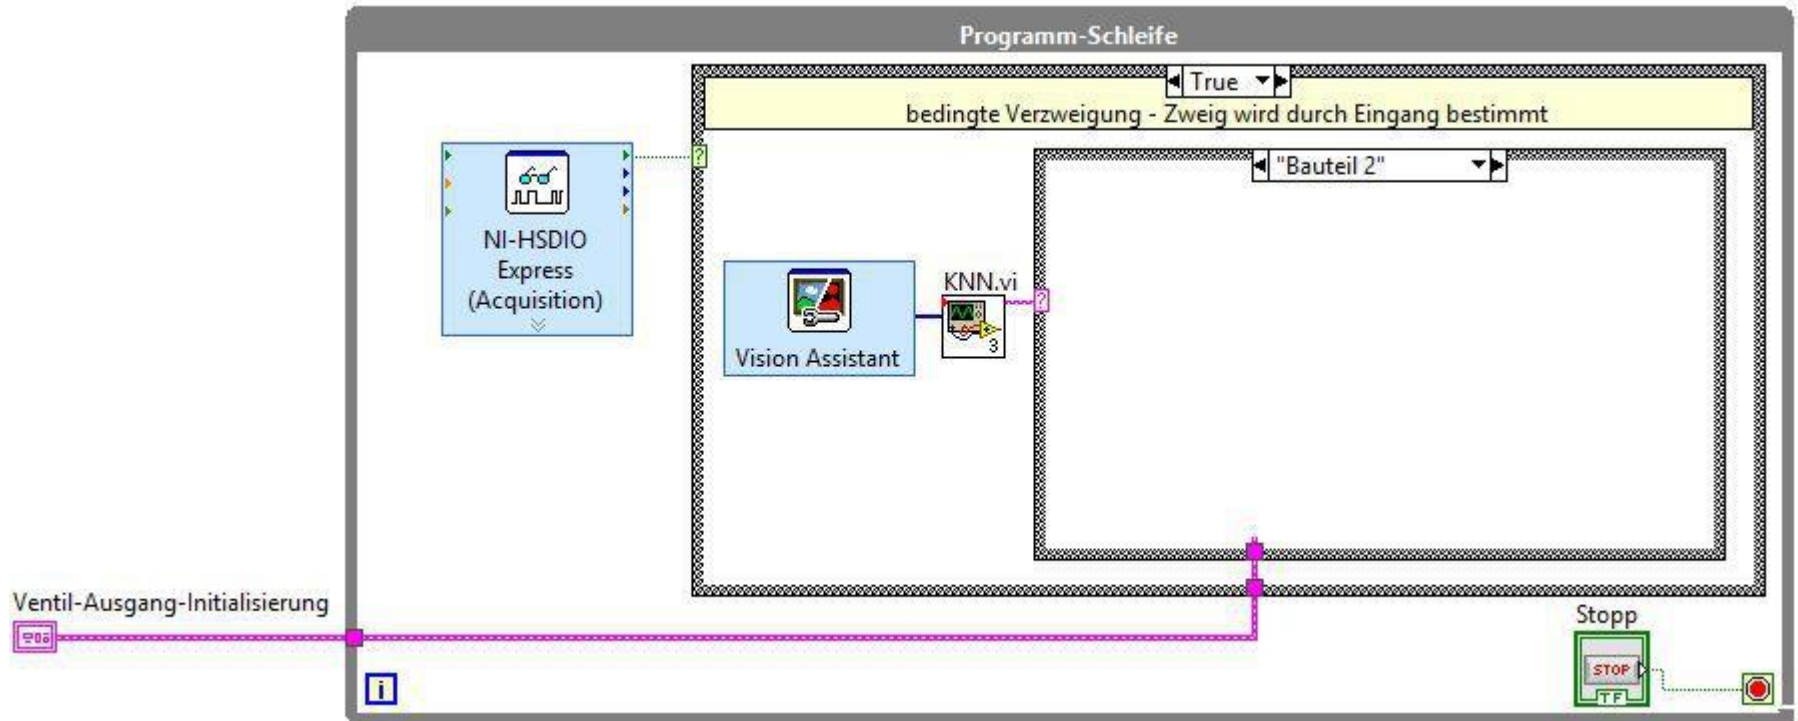 Programm-Schleife
True
bedingte Verzweigung - Zweig wird durch Eingang bestimmt
"Bauteil 2"
?
NI-HSDIO
Express
(Acquisition)
KNN.vi
?
3
Vision Assistant
Ventil-Ausgang-Initialisierung
Stopp
STOP
TF
i